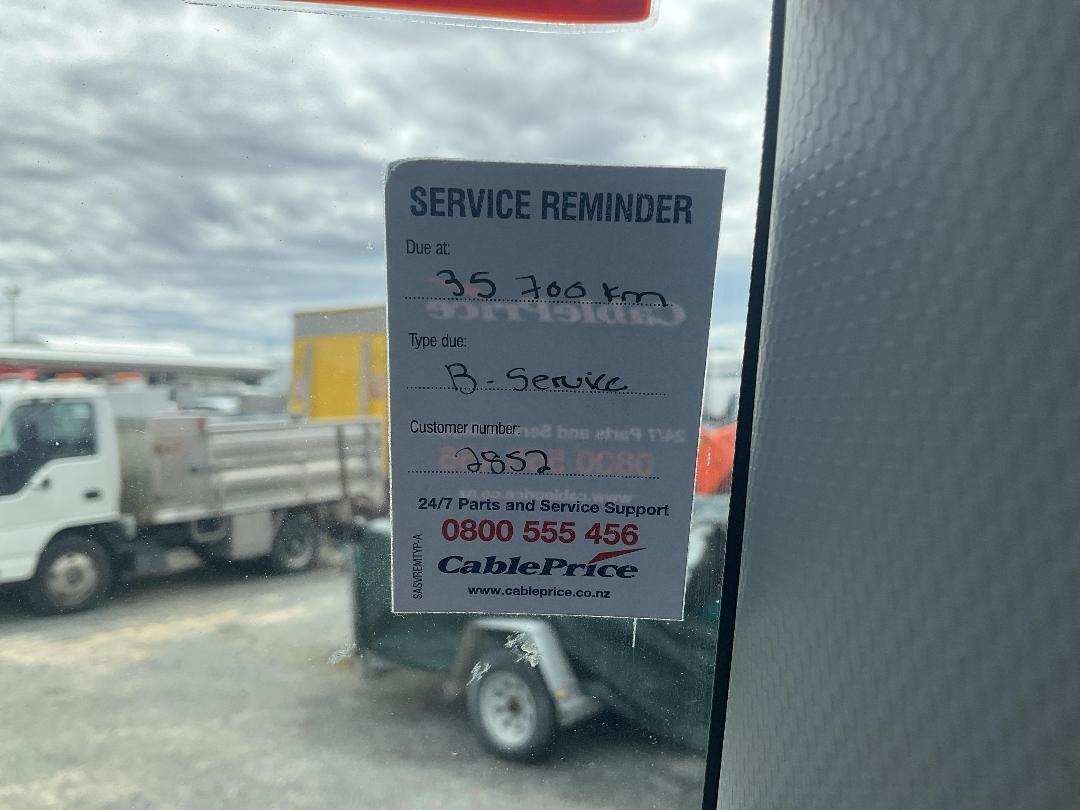 SERVICE REMINDER
Due at:
35 700 km
Type due:
B - Service
Customer number:
2852
24/7 Parts and Service Support
0800 555 456
CablePrice
www.cableprice.co.nz
SASVREMTYP-A